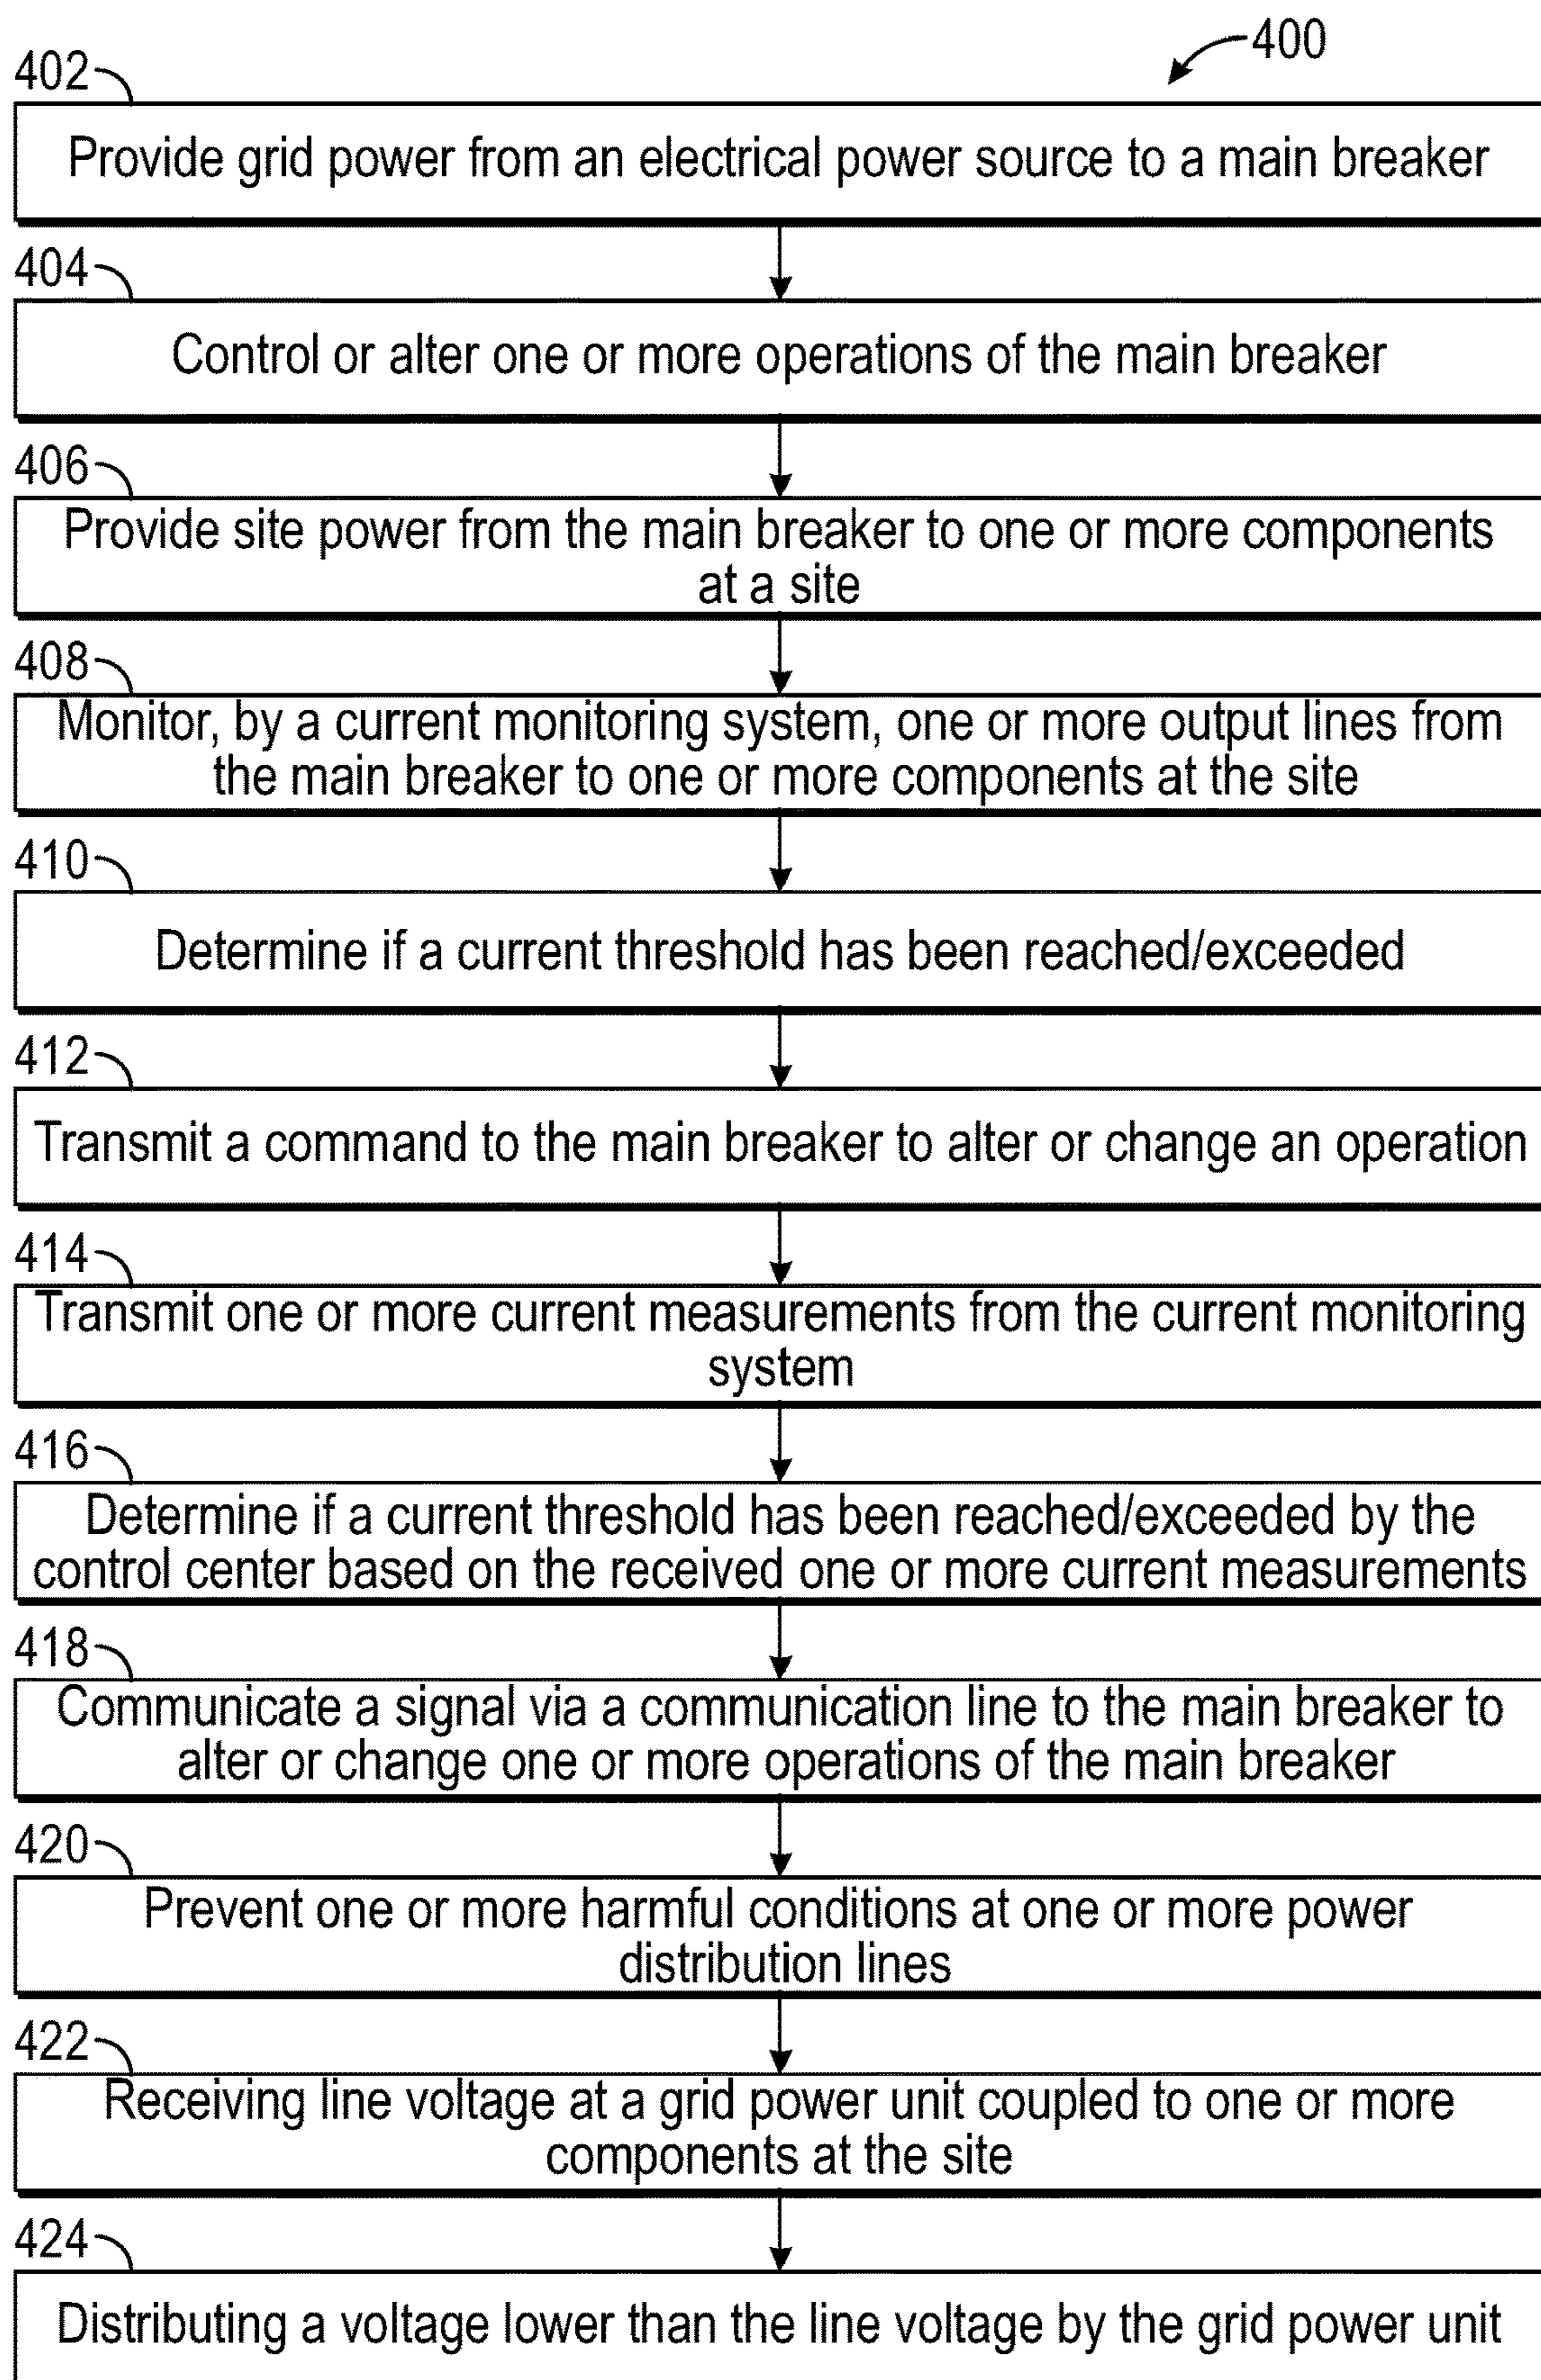 400
402
Provide grid power from an electrical power source to a main breaker
404
Control or alter one or more operations of the main breaker
406
Provide site power from the main breaker to one or more components
at a site
408
Monitor, by a current monitoring system, one or more output lines from
the main breaker to one or more components at the site
410
Determine if a current threshold has been reached/exceeded
412
Transmit a command to the main breaker to alter or change an operation
414
Transmit one or more current measurements from the current monitoring
system
416
Determine if a current threshold has been reached/exceeded by the
control center based on the received one or more current measurements
418
Communicate a signal via a communication line to the main breaker to
alter or change one or more operations of the main breaker
420
Prevent one or more harmful conditions at one or more power
distribution lines
422
Receiving line voltage at a grid power unit coupled to one or more
components at the site
424
Distributing a voltage lower than the line voltage by the grid power unit